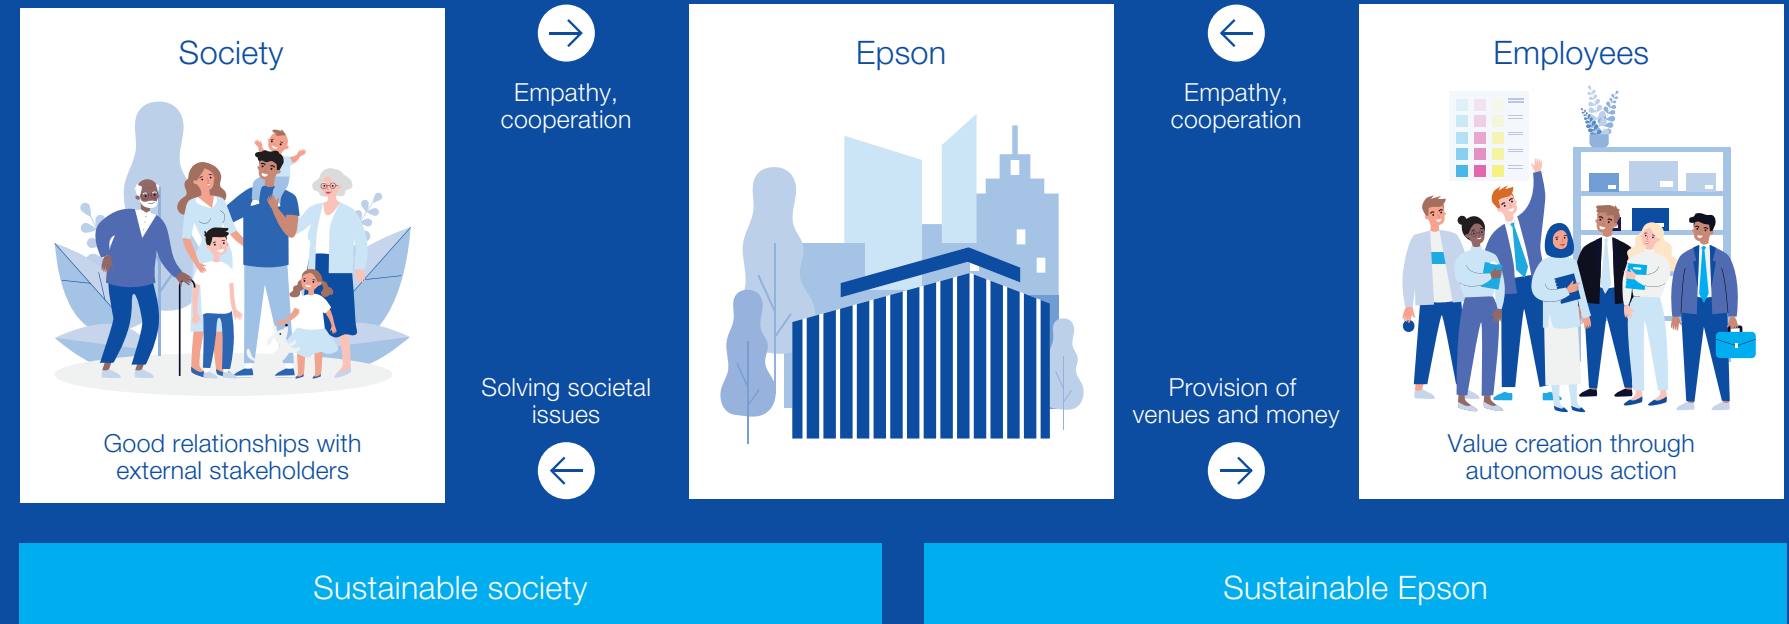 Society
Good relationships with
external stakeholders
Empathy,
cooperation
Solving societal
issues
Epson
Empathy,
cooperation
Provision of
venues and money
Employees
Value creation through
autonomous action
Sustainable society
Sustainable Epson